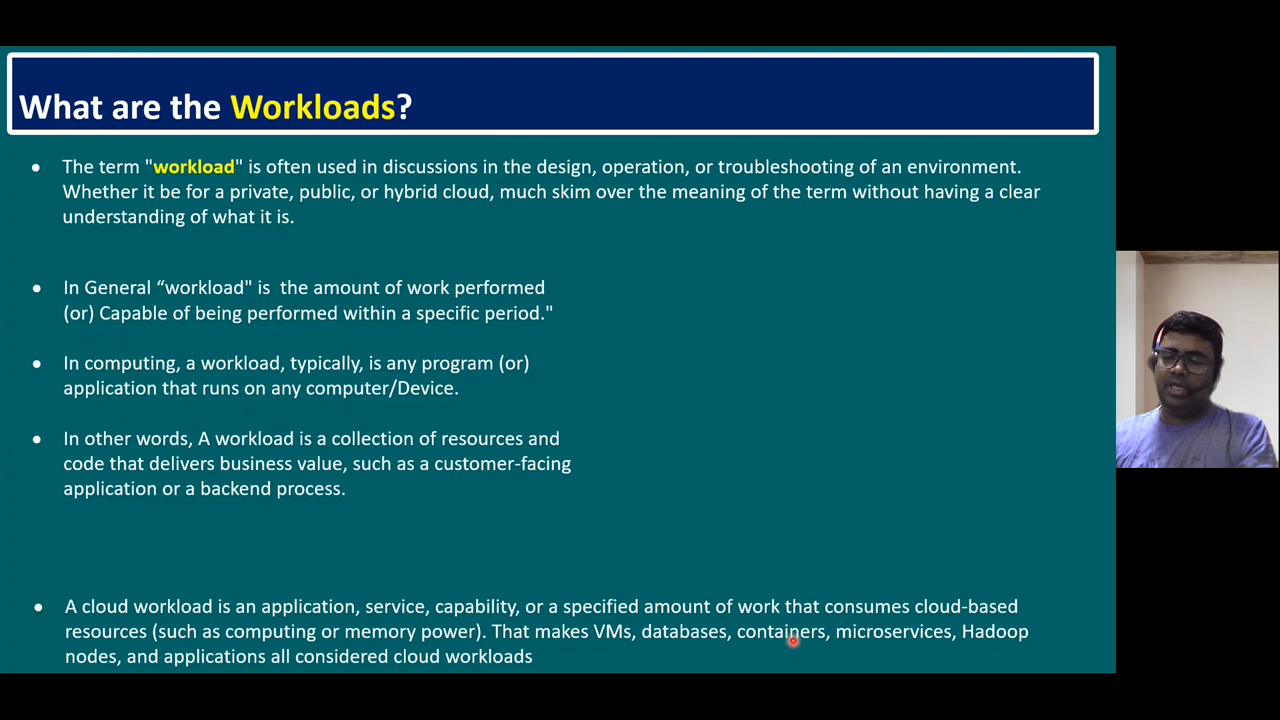 What are the Workloads?
The term "workload" is often used in discussions in the design, operation, or troubleshooting of an environment.
Whether it be for a private, public, or hybrid cloud, much skim over the meaning of the term without having a clear
understanding of what it is.
In General “workload" is the amount of work performed
(or) Capable of being performed within a specific period."
In computing, a workload, typically, is any program (or)
application that runs on any computer/Device.
In other words, A workload is a collection of resources and
code that delivers business value, such as a customer-facing
application or a backend process.
A cloud workload is an application, service, capability, or a specified amount of work that consumes cloud-based
resources (such as computing or memory power). That makes VMs, databases, containers, microservices, Hadoop
nodes, and applications all considered cloud workloads